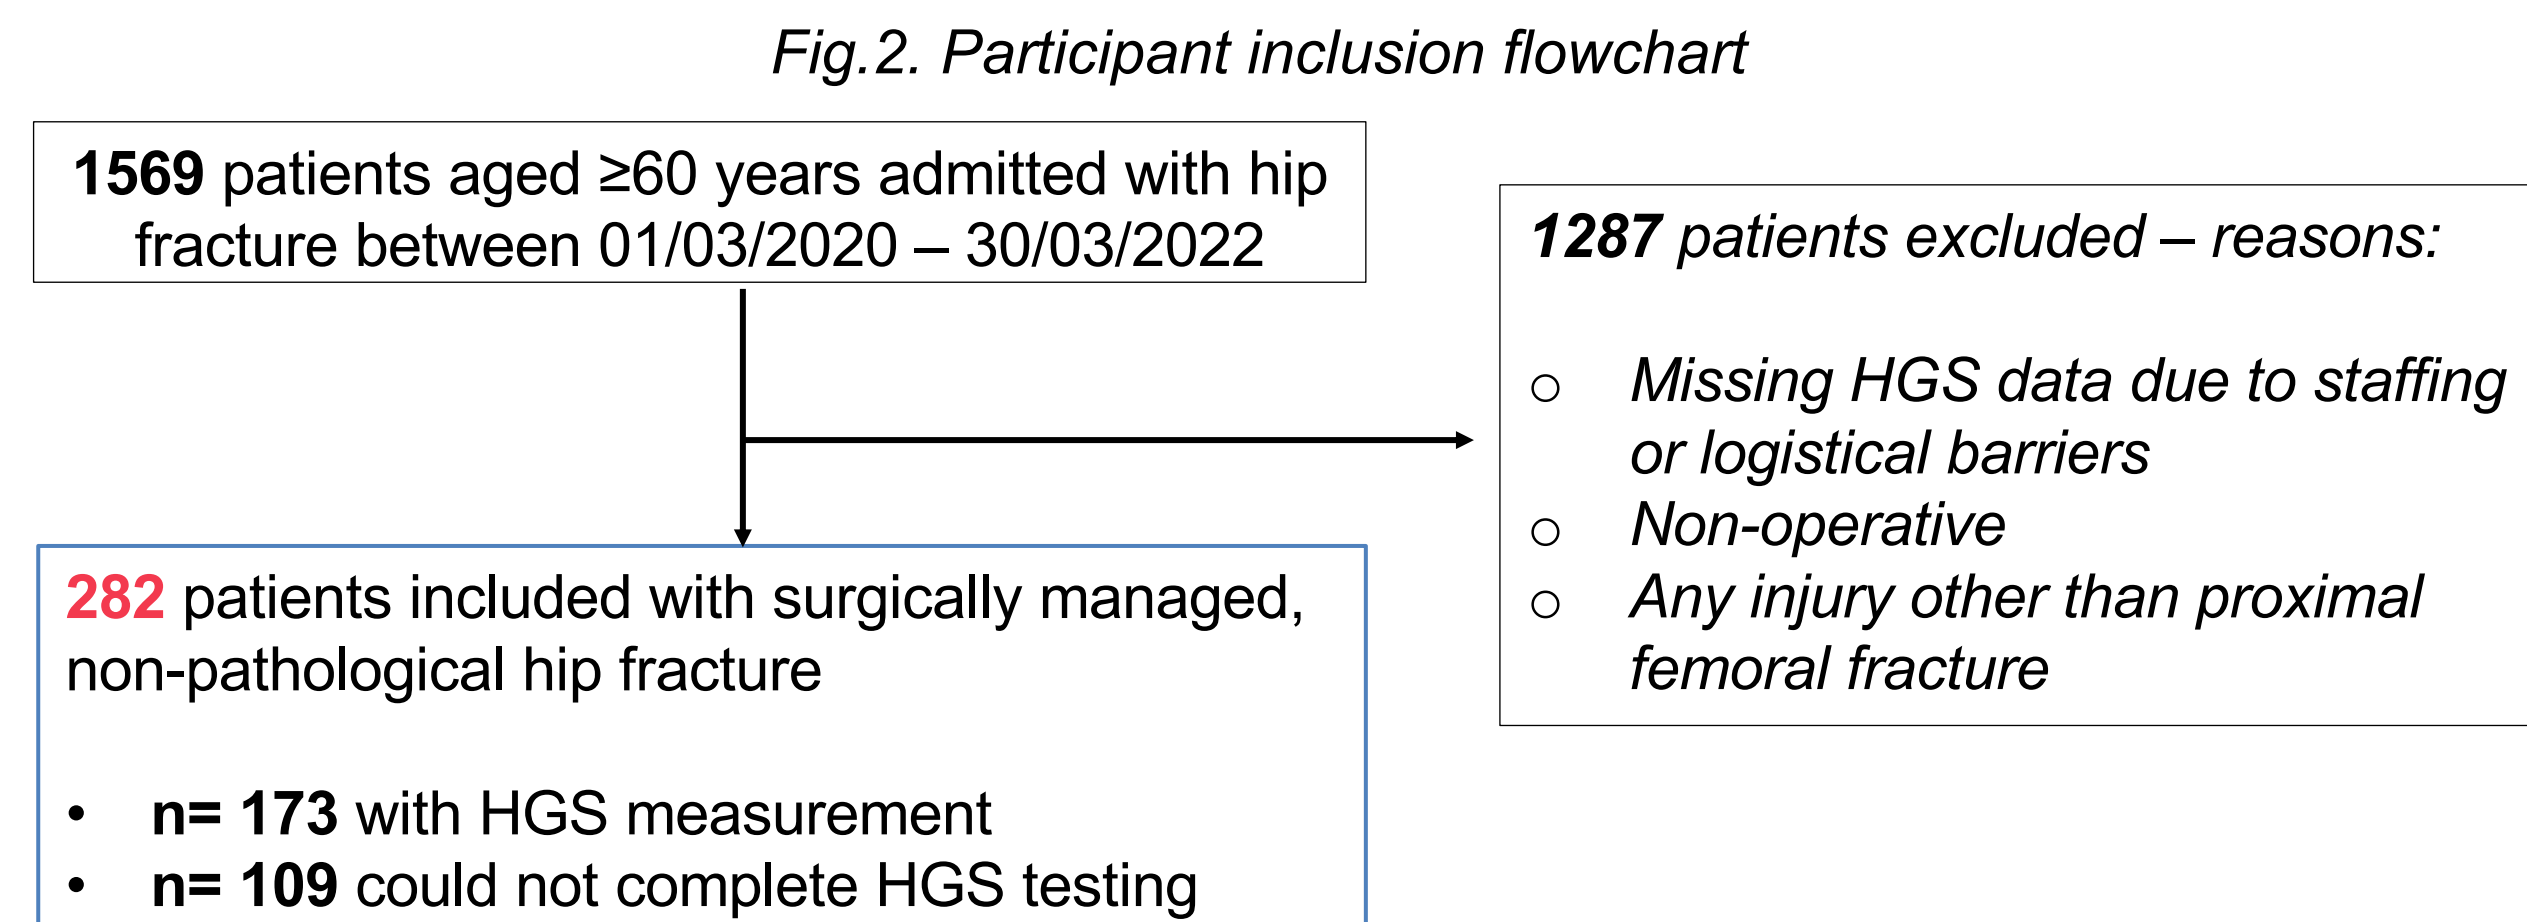 Fig.2. Participant inclusion flowchart
1569 patients aged ≥60 years admitted with hip
fracture between 01/03/2020 – 30/03/2022
1287 patients excluded – reasons:
○ Missing HGS data due to staffing
or logistical barriers
○ Non-operative
○ Any injury other than proximal
femoral fracture
282 patients included with surgically managed,
non-pathological hip fracture
• n= 173 with HGS measurement
• n= 109 could not complete HGS testing